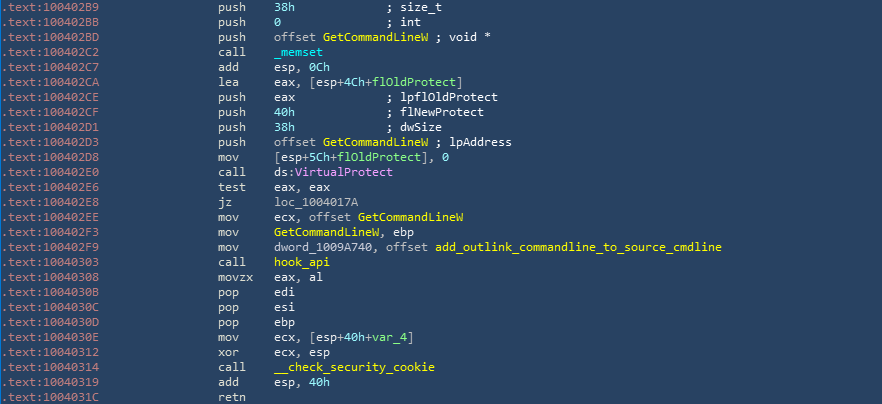 .text:100402B9 push 38h ; size_t
.text:100402BB push 0 ; int
.text:100402BD push offset GetCommandLineW ; void *
.text:100402C2 call _memset
.text:100402C7 add esp, 0Ch
.text:100402CA lea eax, [esp+4Ch+flOldProtect]
.text:100402CE push eax ; lpflOldProtect
.text:100402CF push 40h ; flNewProtect
.text:100402D1 push 38h ; dwSize
.text:100402D3 push offset GetCommandLineW ; lpAddress
.text:100402D8 mov [esp+5Ch+flOldProtect], 0
.text:100402E0 call ds:VirtualProtect
.text:100402E6 test eax, eax
.text:100402E8 jz loc_1004017A
.text:100402EE mov ecx, offset GetCommandLineW
.text:100402F3 mov GetCommandLineW, ebp
.text:100402F9 mov dword_1009A740, offset add_outlink_commandline_to_source_cmdline
.text:10040303 call hook_api
.text:10040308 movzx eax, al
.text:1004030B pop edi
.text:1004030C pop esi
.text:1004030D pop ebp
.text:1004030E mov ecx, [esp+40h+var_4]
.text:10040312 xor ecx, esp
.text:10040314 call __check_security_cookie
.text:10040319 add esp, 40h
.text:1004031C retn